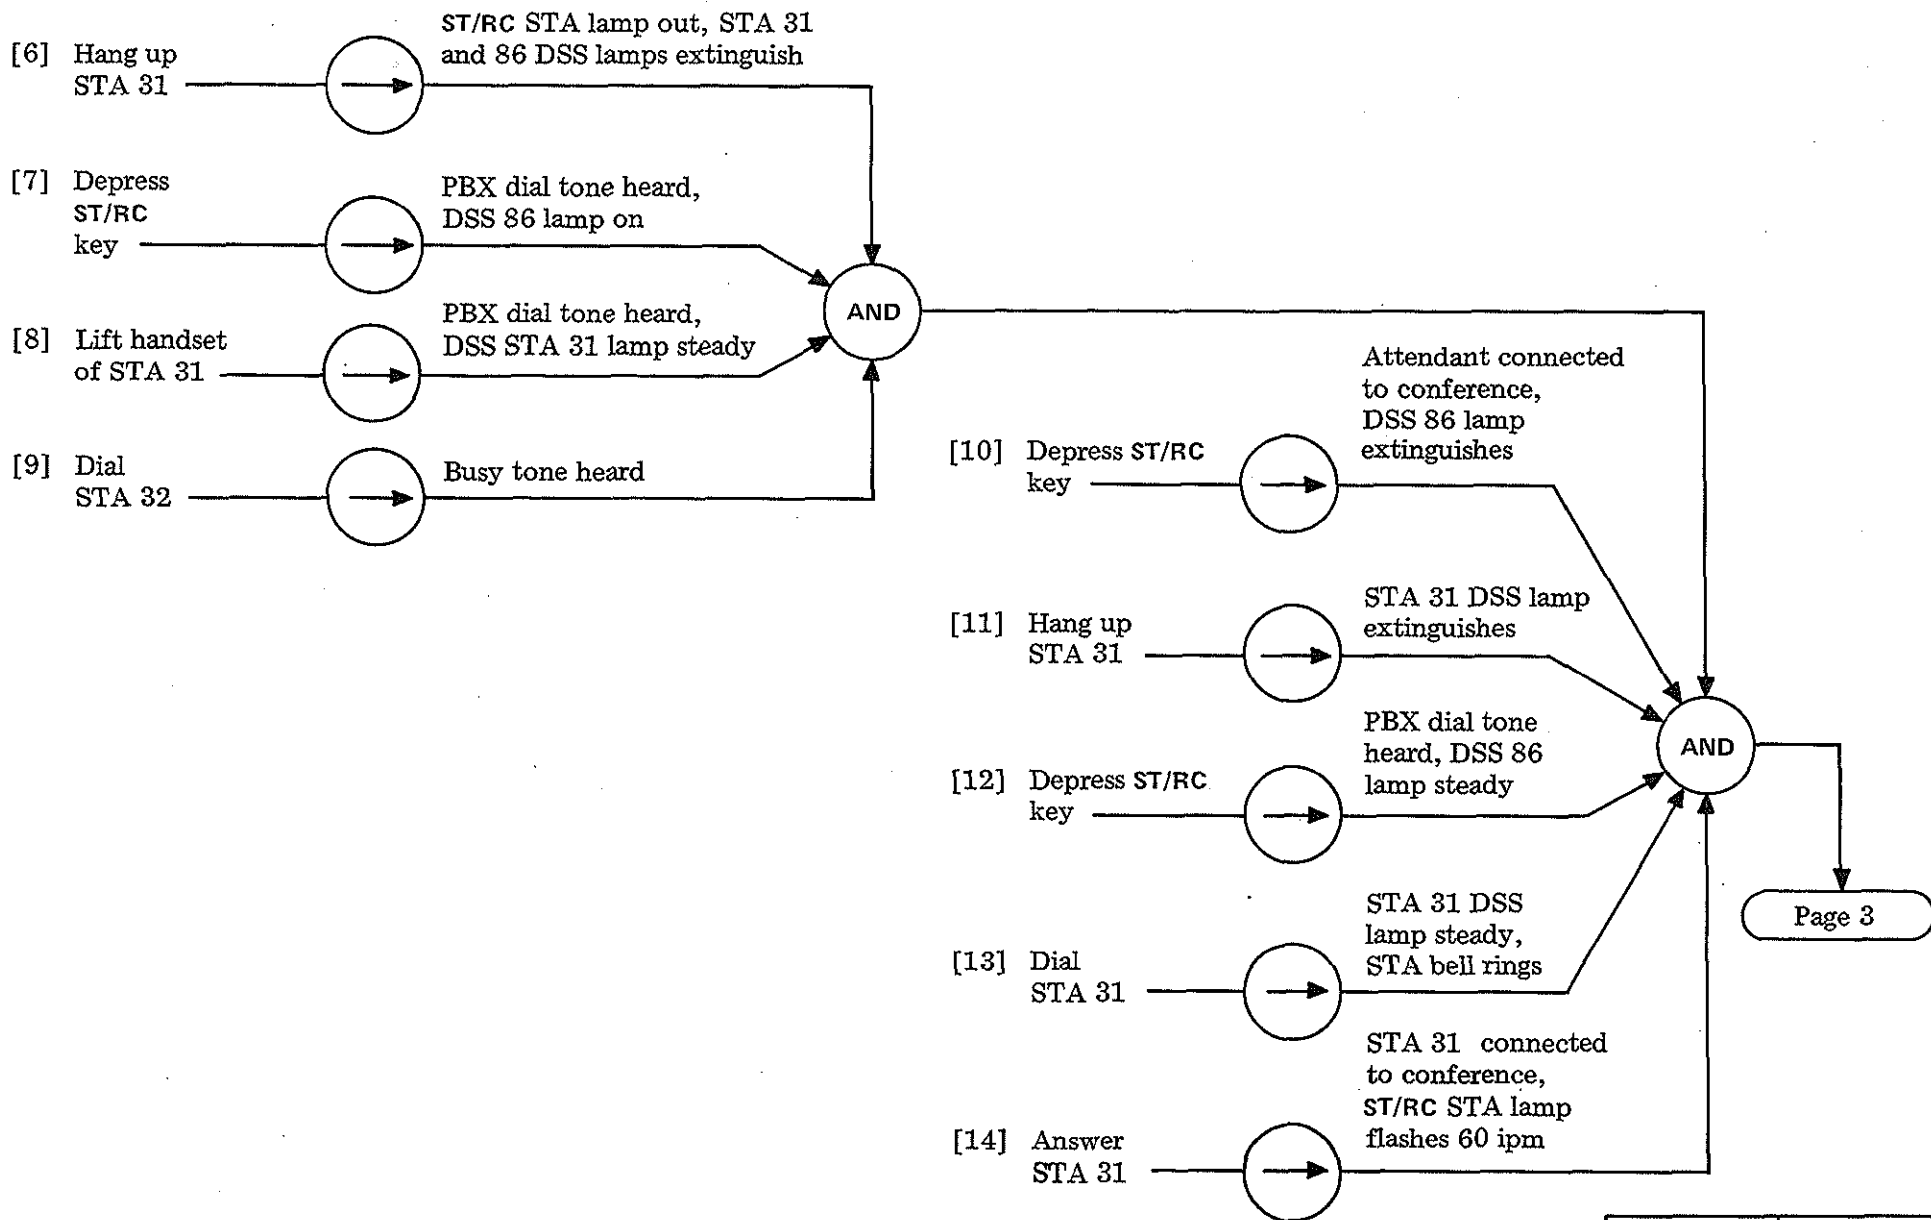 [6] Hang up
STA 31
ST/RC STA lamp out, STA 31
and 86 DSS lamps extinguish
[7] Depress
ST/RC
key
PBX dial tone heard,
DSS 86 lamp on
[8] Lift handset
of STA 31
PBX dial tone heard,
DSS STA 31 lamp steady
[9] Dial
STA 32
Busy tone heard
AND
[10] Depress ST/RC
key
Attendant connected
to conference,
DSS 86 lamp
extinguishes
[11] Hang up
STA 31
STA 31 DSS lamp
extinguishes
[12] Depress ST/RC
key
PBX dial tone
heard, DSS 86
lamp steady
[13] Dial
STA 31
STA 31 DSS
lamp steady,
STA bell rings
[14] Answer
STA 31
STA 31 connected
to conference,
ST/RC STA lamp
flashes 60 ipm
AND
Page 3